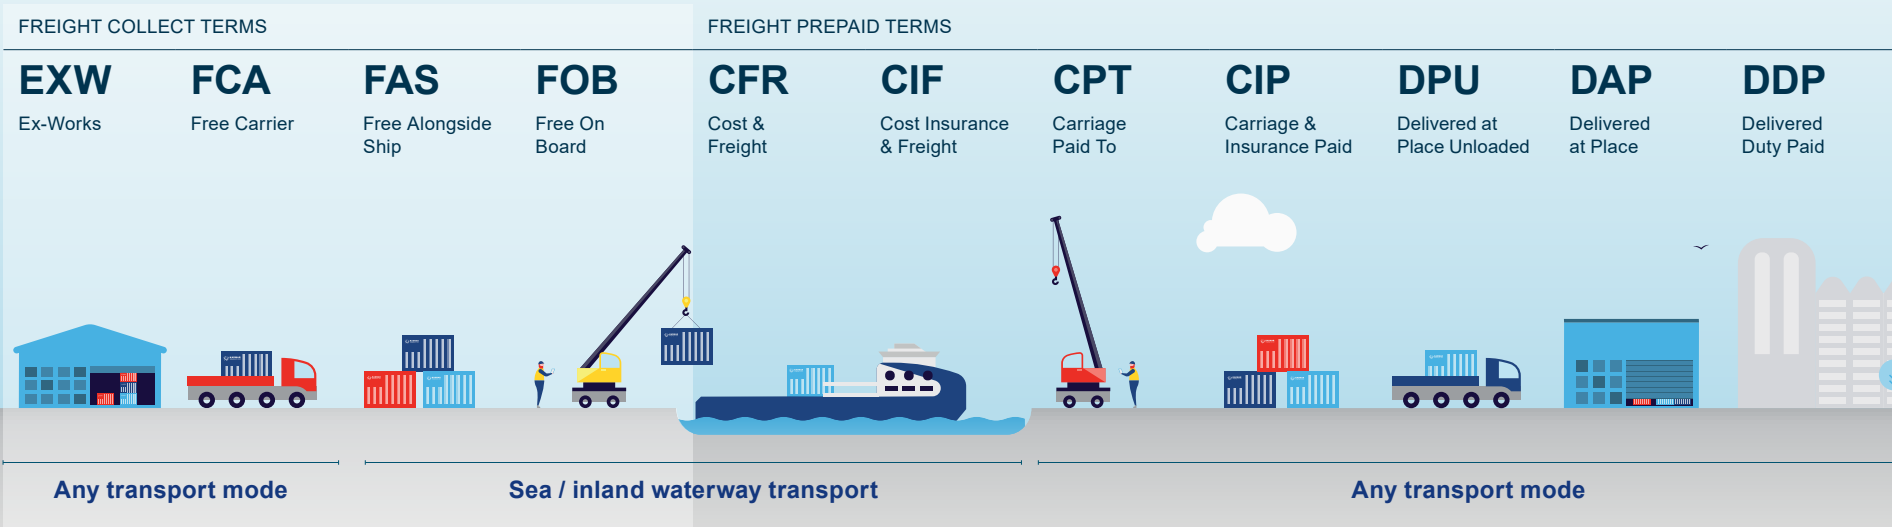 FREIGHT COLLECT TERMS
FREIGHT PREPAID TERMS
EXW
Ex-Works
FCA
Free Carrier
FAS
Free Alongside
Ship
FOB
Free On
Board
CFR
Cost &
Freight
CIF
Cost Insurance
& Freight
CPT
Carriage
Paid To
CIP
Carriage &
Insurance Paid
DPU
Delivered at
Place Unloaded
DAP
Delivered
at Place
DDP
Delivered
Duty Paid
Any transport mode
Sea / inland waterway transport
Any transport mode